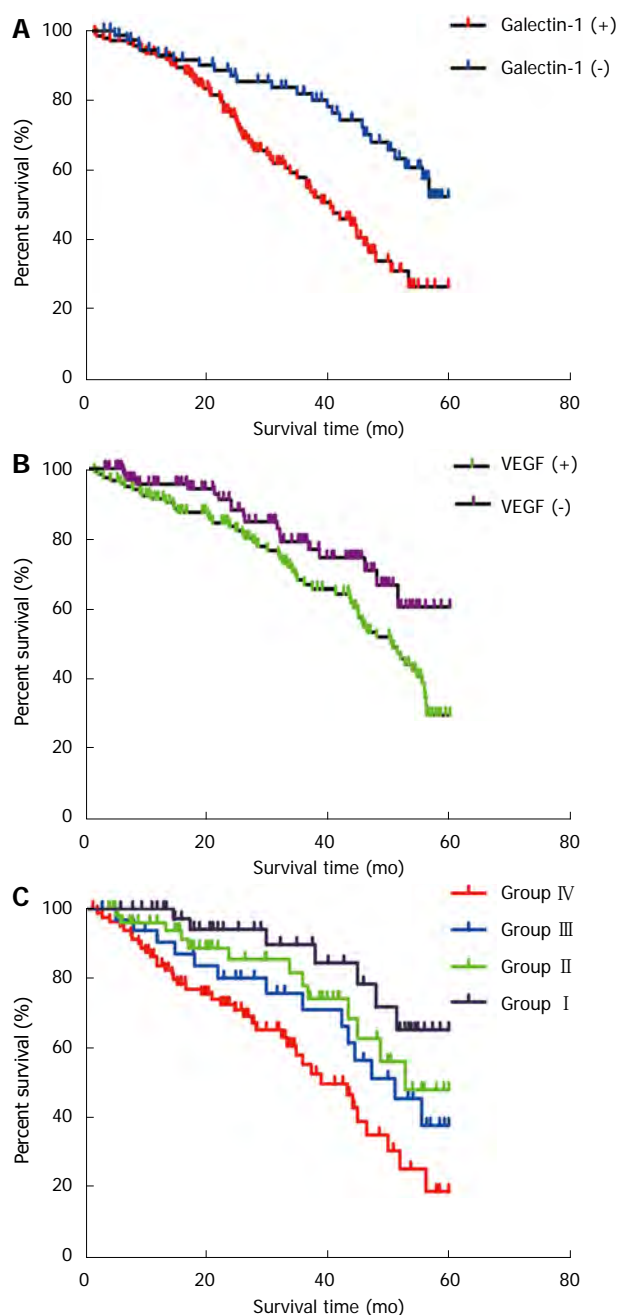 A
Galectin-1 (+)
Galectin-1 (-)
Percent survival (%)
100
80
60
40
20
0
0 20 40 60 80
Survival time (mo)
B
VEGF (+)
VEGF (-)
Percent survival (%)
100
80
60
40
20
0
0 20 40 60 80
Survival time (mo)
C
Group Ⅳ
Group Ⅲ
Group Ⅱ
Group Ⅰ
Percent survival (%)
100
80
60
40
20
0
0 20 40 60 80
Survival time (mo)